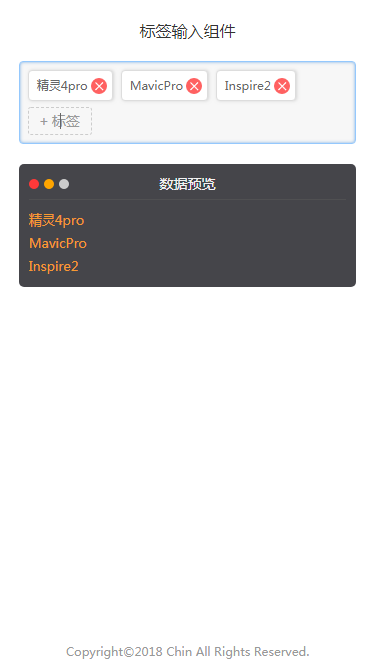 标签输入组件
精灵4pro MavicPro Inspire2
+ 标签
数据预览
精灵4pro
MavicPro
Inspire2
Copyright©2018 Chin All Rights Reserved.